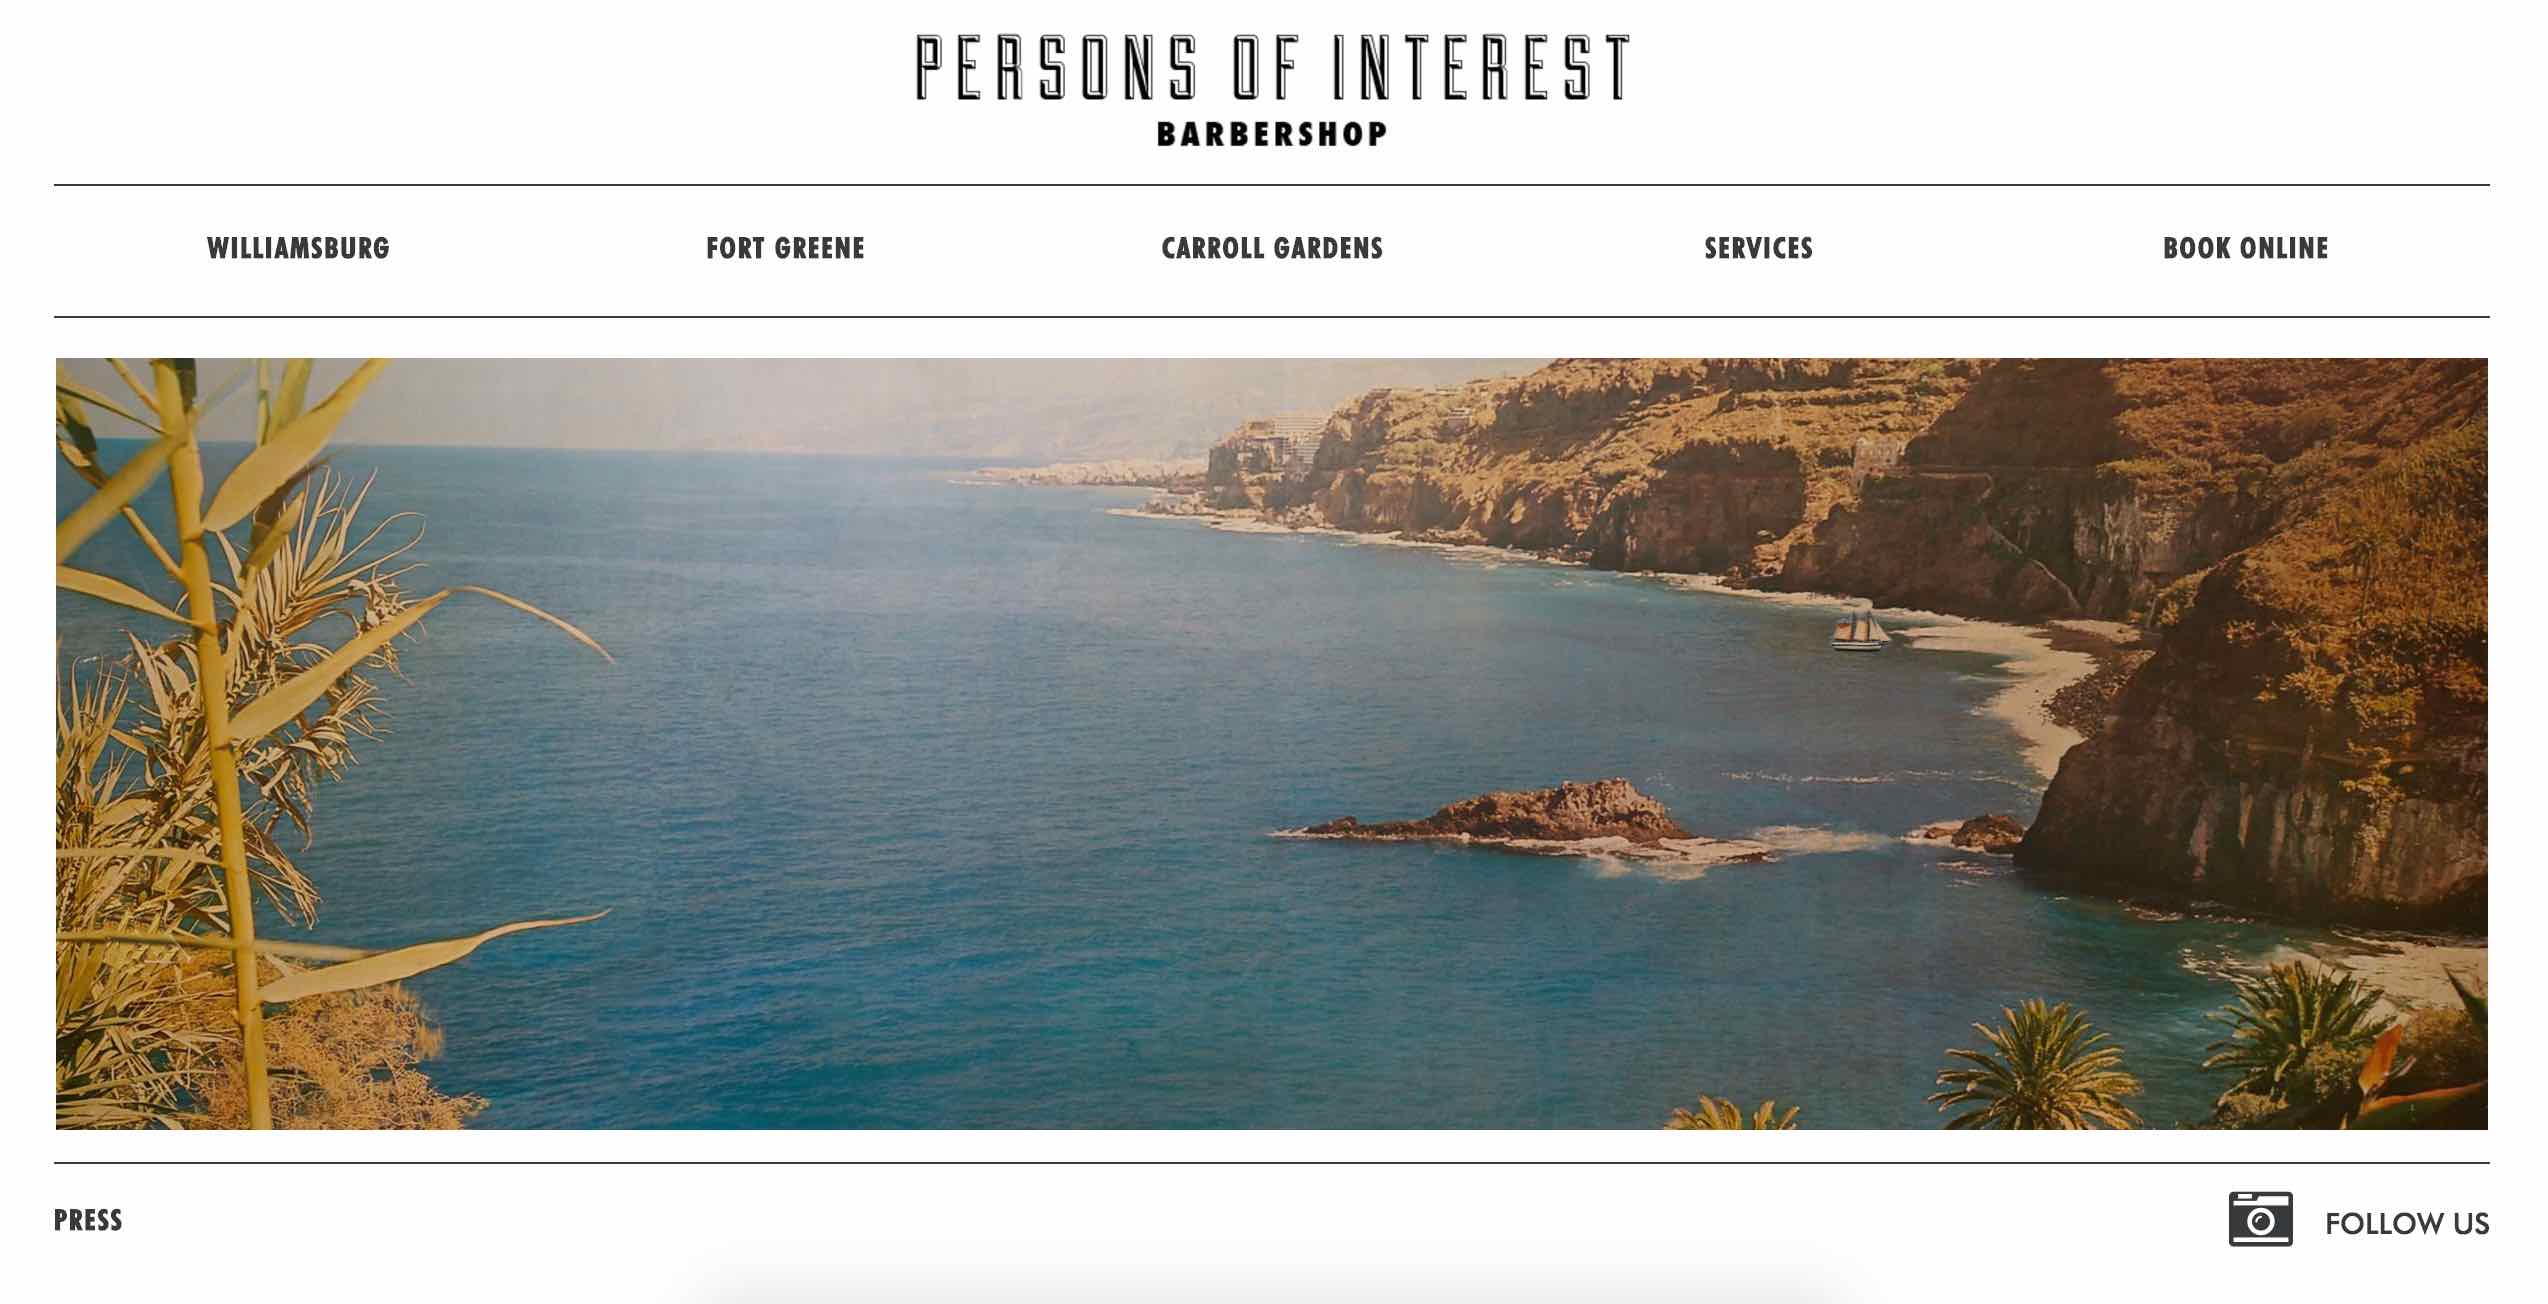 PERSONS OF INTEREST
BARBERSHOP
WILLIAMSBURG
FORT GREENE
CARROLL GARDENS
SERVICES
BOOK ONLINE
PRESS
FOLLOW US